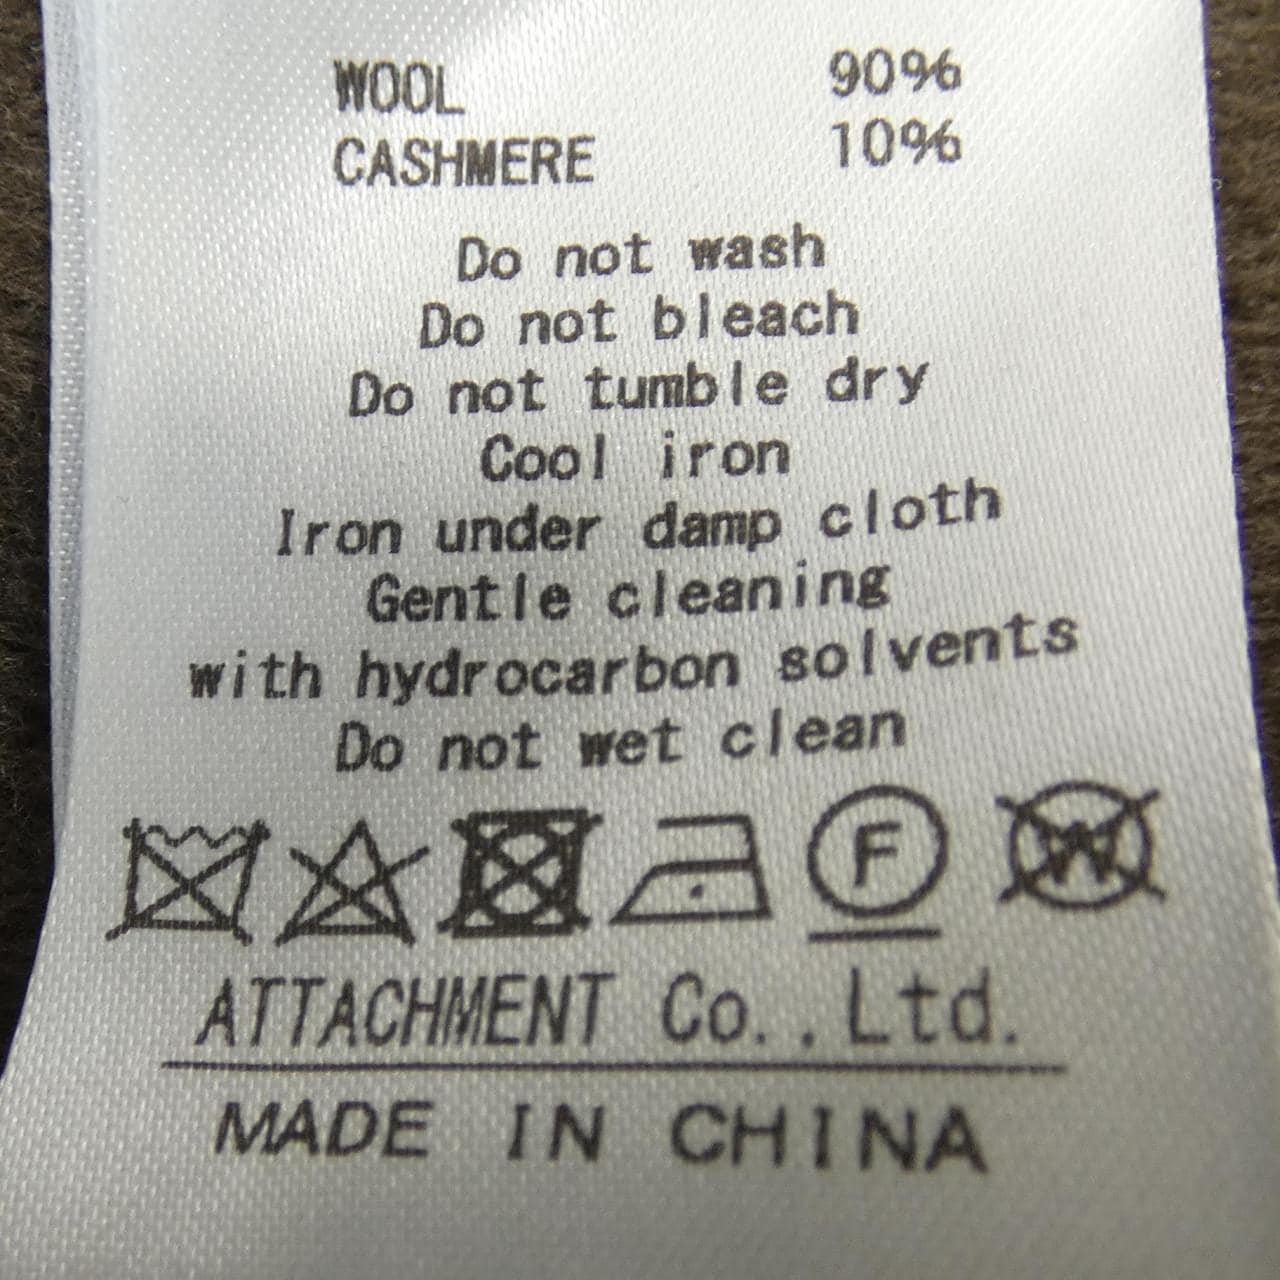 WOOL 90%
CASHMERE 10%
Do not wash
Do not bleach
Do not tumble dry
Cool iron
Iron under damp cloth
Gentle cleaning
with hydrocarbon solvents
Do not wet clean
F W
ATTACHMENT Co.,Ltd.
MADE IN CHINA